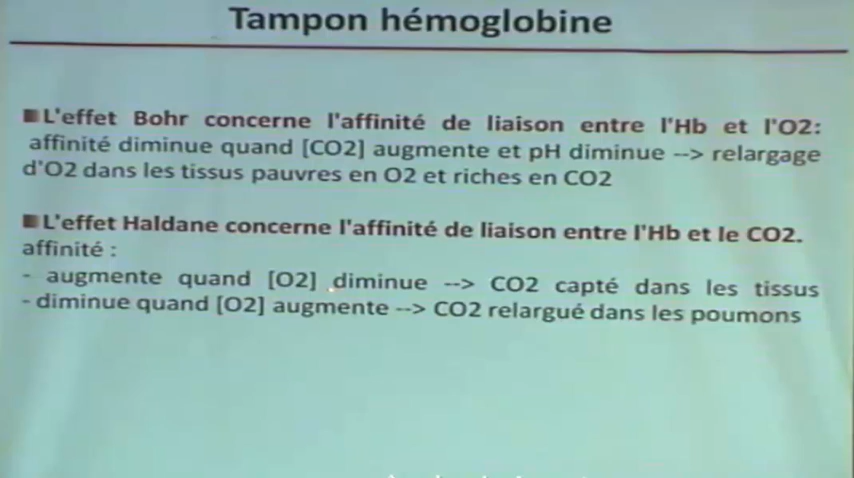 Tampon hémoglobine
L'effet Bohr concerne l'affinité de liaison entre l'Hb et l'O2:
affinité diminue quand [CO2] augmente et pH diminue --> relargage
d'O2 dans les tissus pauvres en O2 et riches en CO2
L'effet Haldane concerne l'affinité de liaison entre l'Hb et le CO2.
affinité :
- augmente quand [O2] diminue --> CO2 capté dans les tissus
- diminue quand [O2] augmente --> CO2 relargué dans les poumons